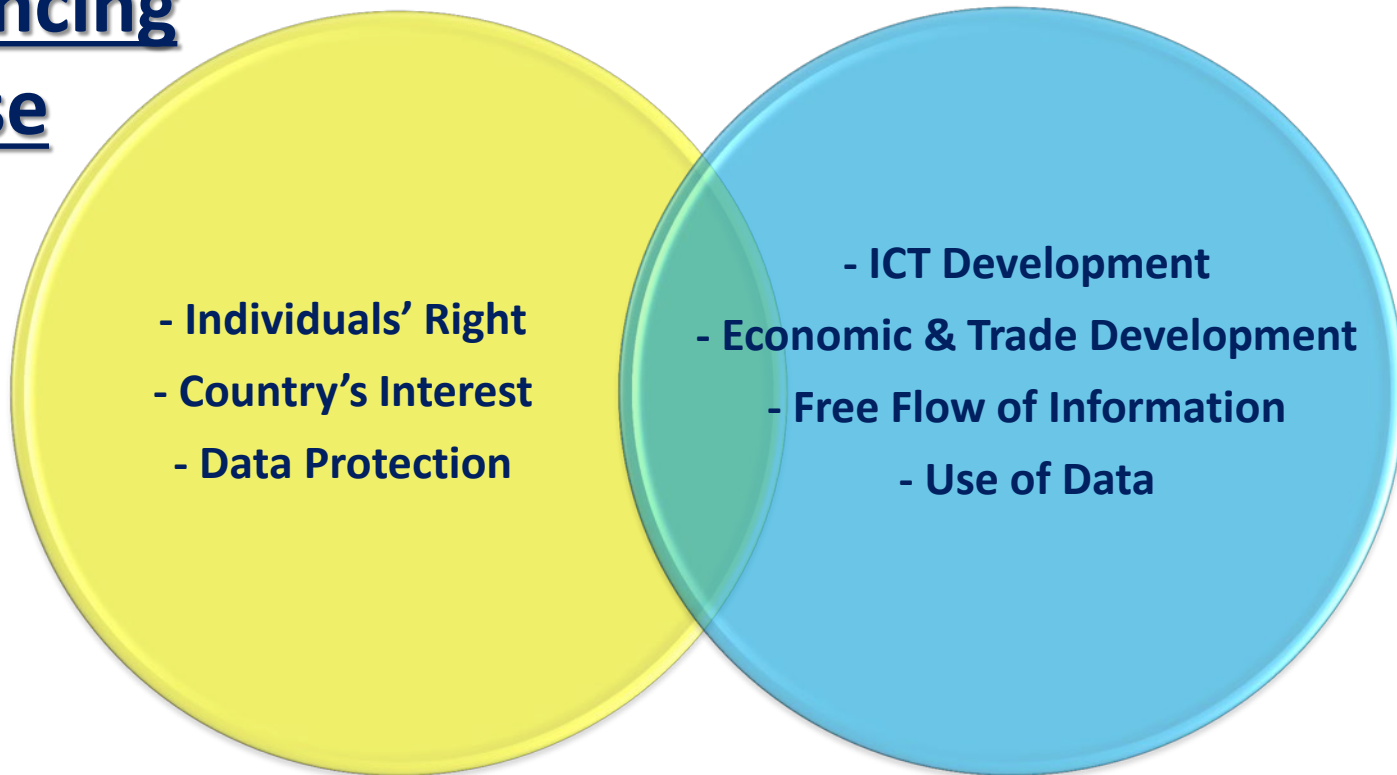 ncing
se
- Individuals’ Right
- Country’s Interest
- Data Protection
- ICT Development
- Economic & Trade Development
- Free Flow of Information
- Use of Data